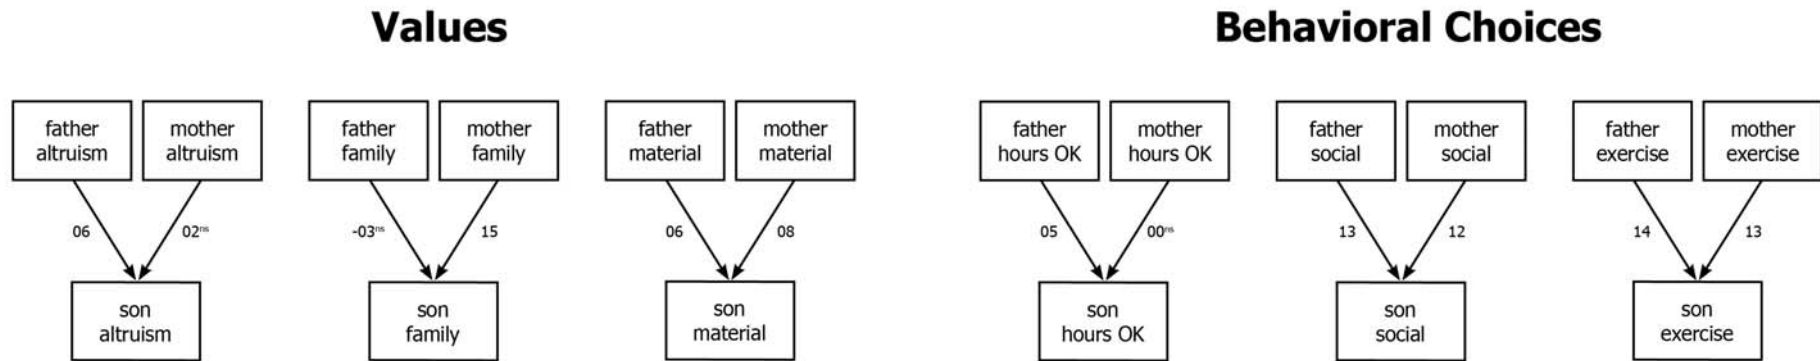 Values
Behavioral Choices
father
altruism
mother
altruism
father
family
mother
family
father
material
mother
material
father
hours OK
mother
hours OK
father
social
mother
social
father
exercise
mother
exercise
06
02ns
-03ns
15
06
08
05
00ns
13
12
14
13
son
altruism
son
family
son
material
son
hours OK
son
social
son
exercise